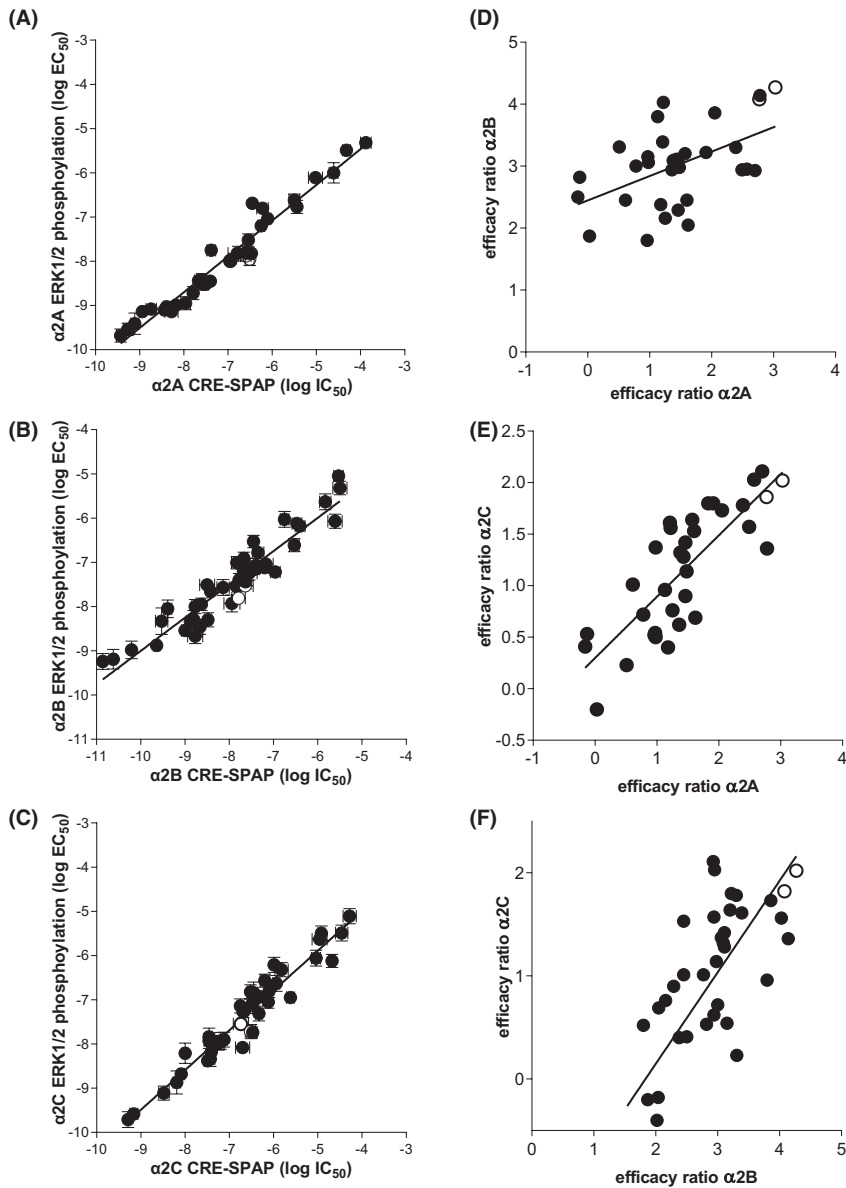 (A)
α2A ERK1/2 phosphoylation (log EC50)
-3
-4
-5
-6
-7
-8
-9
-10
-10 -9 -8 -7 -6 -5 -4 -3
α2A CRE-SPAP (log IC50)
(D)
efficacy ratio α2B
5
4
3
2
1
0
-1 0 1 2 3 4
efficacy ratio α2A
(B)
α2B ERK1/2 phosphoylation (log EC50)
-4
-5
-6
-7
-8
-9
-10
-11
-11 -10 -9 -8 -7 -6 -5 -4
α2B CRE-SPAP (log IC50)
(E)
efficacy ratio α2C
2.5
2.0
1.5
1.0
0.5
0.0
-0.5
-1 0 1 2 3 4
efficacy ratio α2A
(C)
α2C ERK1/2 phosphoylation (log EC50)
-3
-4
-5
-6
-7
-8
-9
-10
-10 -9 -8 -7 -6 -5 -4 -3
α2C CRE-SPAP (log IC50)
(F)
efficacy ratio α2C
2
1
0
0 1 2 3 4 5
efficacy ratio α2B